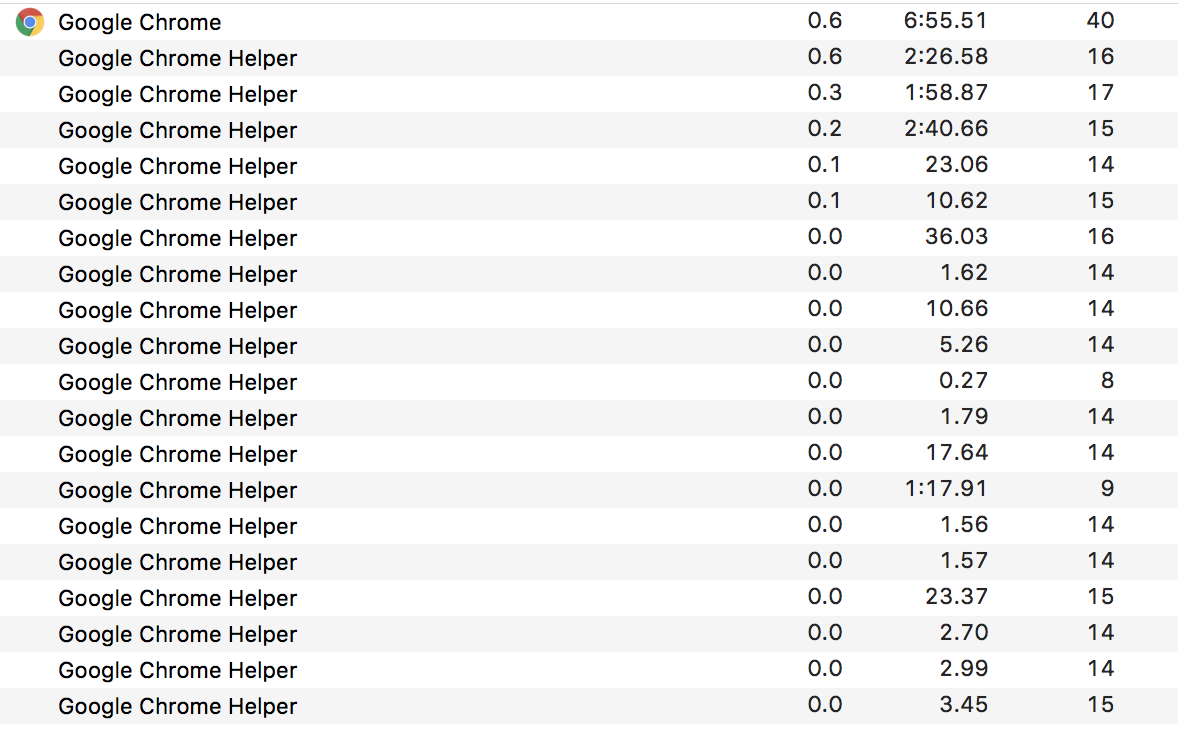 Google Chrome 0.6 6:55.51 40
Google Chrome Helper 0.6 2:26.58 16
Google Chrome Helper 0.3 1:58.87 17
Google Chrome Helper 0.2 2:40.66 15
Google Chrome Helper 0.1 23.06 14
Google Chrome Helper 0.1 10.62 15
Google Chrome Helper 0.0 36.03 16
Google Chrome Helper 0.0 1.62 14
Google Chrome Helper 0.0 10.66 14
Google Chrome Helper 0.0 5.26 14
Google Chrome Helper 0.0 0.27 8
Google Chrome Helper 0.0 1.79 14
Google Chrome Helper 0.0 17.64 14
Google Chrome Helper 0.0 1:17.91 9
Google Chrome Helper 0.0 1.56 14
Google Chrome Helper 0.0 1.57 14
Google Chrome Helper 0.0 23.37 15
Google Chrome Helper 0.0 2.70 14
Google Chrome Helper 0.0 2.99 14
Google Chrome Helper 0.0 3.45 15